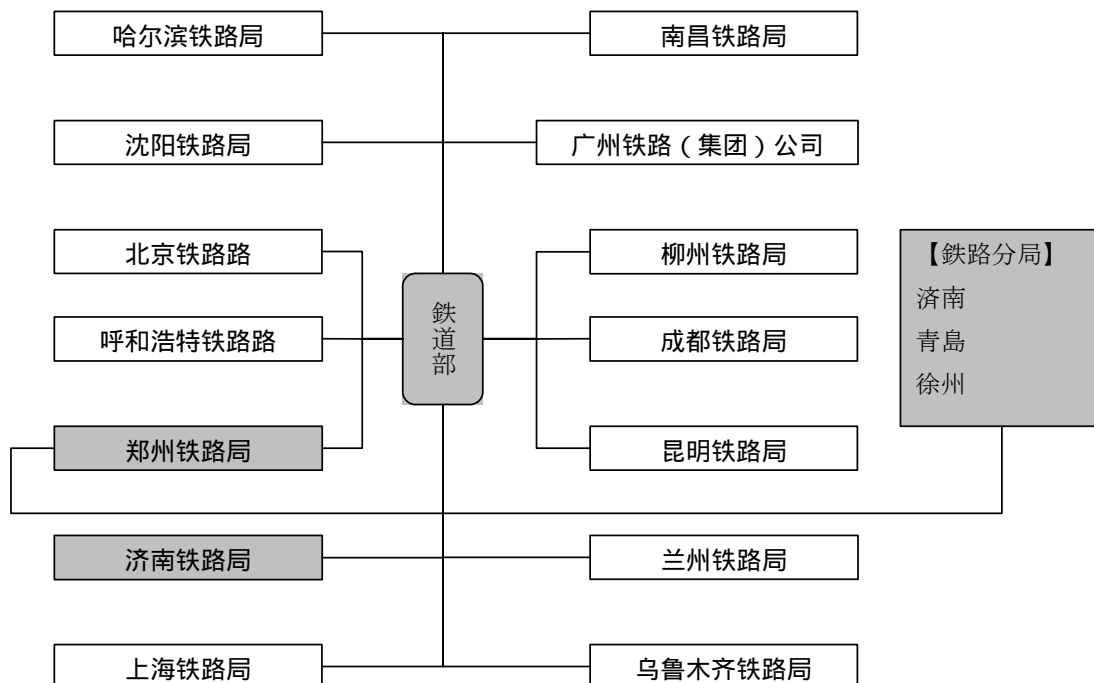 哈尔滨铁路局
南昌铁路局
沈阳铁路局
广州铁路（集团）公司
北京铁路路
柳州铁路局
【鉄路分局】
済南
青島
徐州
鉄道部
呼和浩特铁路路
成都铁路局
郑州铁路局
昆明铁路局
济南铁路局
兰州铁路局
上海铁路局
乌鲁木齐铁路局